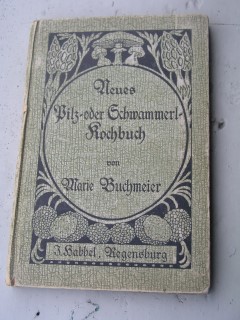 Neues
Pilz- oder Schwammerl-
Kochbuch
von
Marie Buchmeier
J. Habbel, Regensburg